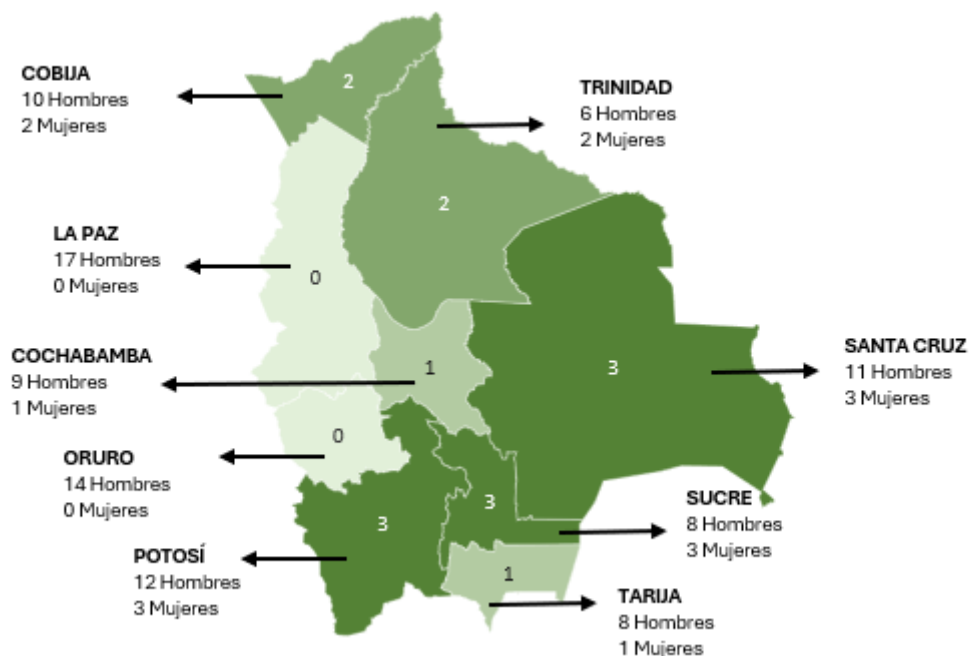 COBIJA
10 Hombres
2 Mujeres
2
TRINIDAD
6 Hombres
2 Mujeres
2
LA PAZ
17 Hombres
0 Mujeres
0
COCHABAMBA
9 Hombres
1 Mujeres
1
SANTA CRUZ
11 Hombres
3 Mujeres
3
ORURO
14 Hombres
0 Mujeres
0
SUCRE
8 Hombres
3 Mujeres
3
POTOSÍ
12 Hombres
3 Mujeres
3
TARIJA
8 Hombres
1 Mujeres
1